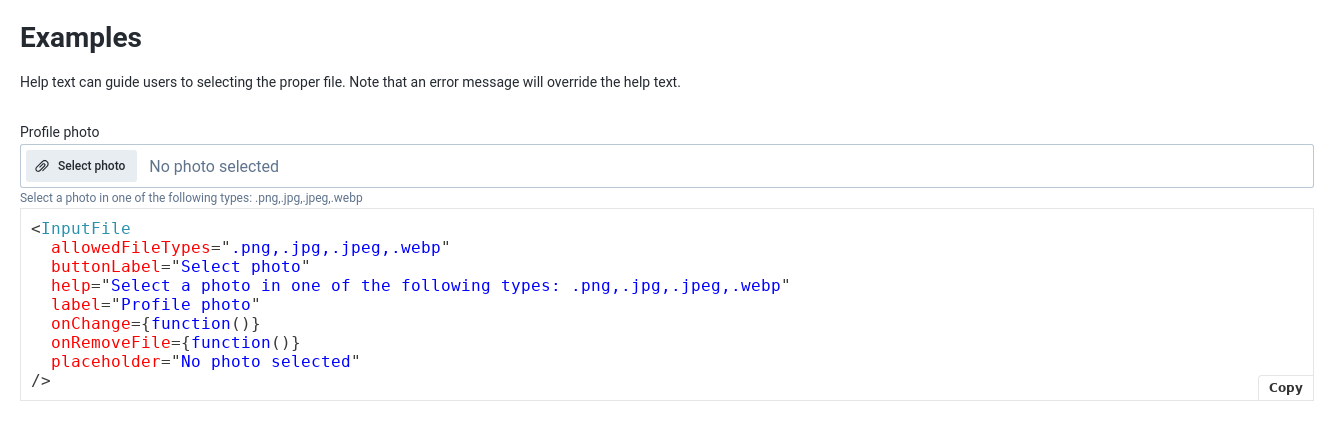 Examples
Help text can guide users to selecting the proper file. Note that an error message will override the help text.
Profile photo
Select photo No photo selected
Select a photo in one of the following types: .png,.jpg,.jpeg,.webp
<InputFile
  allowedFileTypes=".png,.jpg,.jpeg,.webp"
  buttonLabel="Select photo"
  help="Select a photo in one of the following types: .png,.jpg,.jpeg,.webp"
  label="Profile photo"
  onChange={function()}
  onRemoveFile={function()}
  placeholder="No photo selected"
/>
Copy